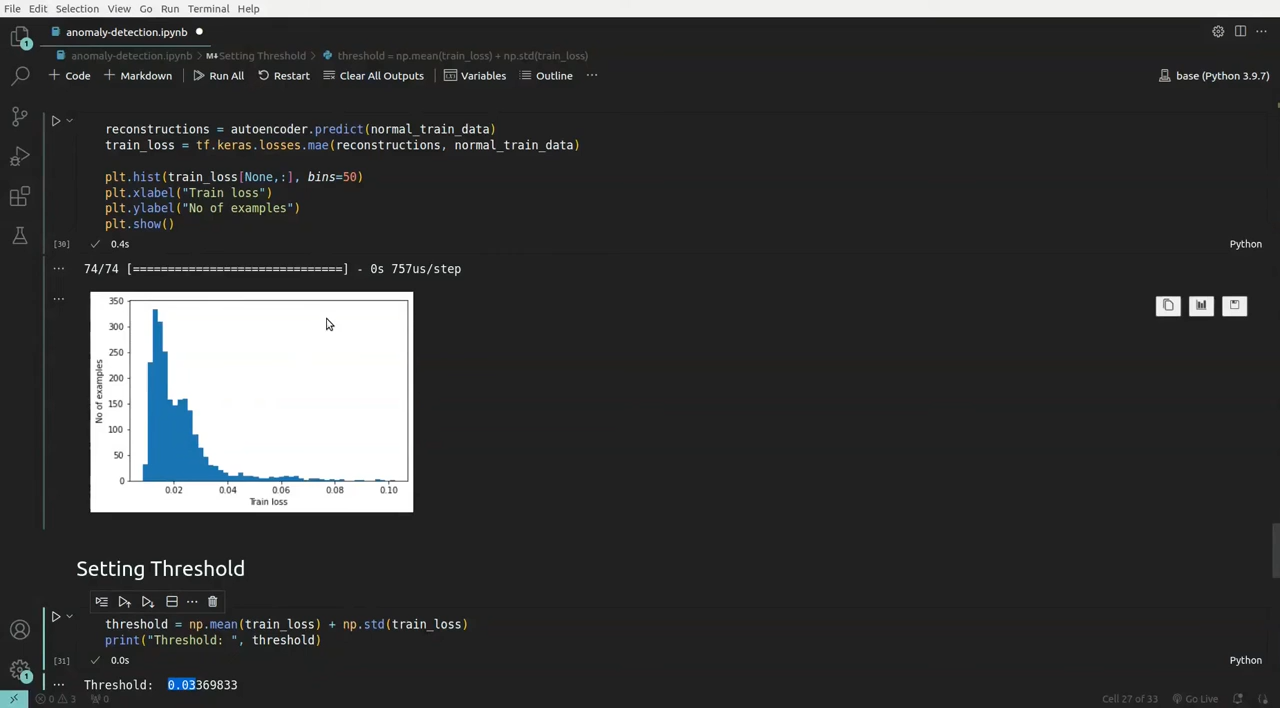 File Edit Selection View Go Run Terminal Help
anomaly-detection.ipynb
anomaly-detection.ipynb > M↓Setting Threshold > threshold = np.mean(train_loss) + np.std(train_loss)
+ Code + Markdown Run All Restart Clear All Outputs Variables Outline ··· base (Python 3.9.7)
reconstructions = autoencoder.predict(normal_train_data)
train_loss = tf.keras.losses.mae(reconstructions, normal_train_data)
plt.hist(train_loss[None,:], bins=50)
plt.xlabel("Train loss")
plt.ylabel("No of examples")
plt.show()
[30] ✓ 0.4s Python
74/74 [==============================] - 0s 757us/step
350
300
250
200
150
100
50
0
No of examples
0.02 0.04 0.06 0.08 0.10
Train loss
Setting Threshold
threshold = np.mean(train_loss) + np.std(train_loss)
print("Threshold: ", threshold)
[31] ✓ 0.0s Python
Threshold: 0.03369833
0 3 0 Cell 27 of 33 Go Live
1
1